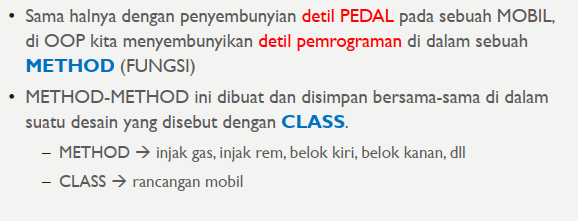 • Sama halnya dengan penyembunyian detil PEDAL pada sebuah MOBIL,
di OOP kita menyembunyikan detil pemrograman di dalam sebuah
METHOD (FUNGSI)
• METHOD-METHOD ini dibuat dan disimpan bersama-sama di dalam
suatu desain yang disebut dengan CLASS.
– METHOD → injak gas, injak rem, belok kiri, belok kanan, dll
– CLASS → rancangan mobil